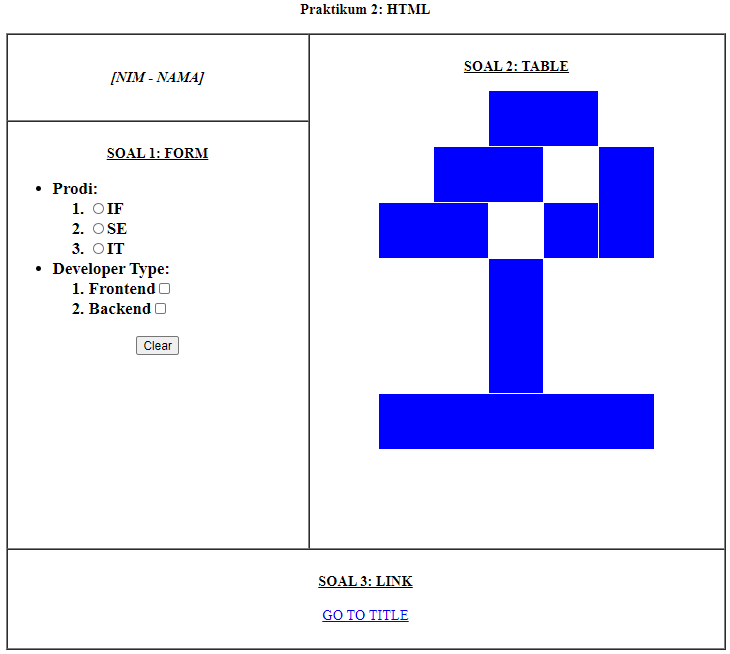 Praktikum 2: HTML
[NIM - NAMA]
SOAL 1: FORM
• Prodi:
1. IF
2. SE
3. IT
• Developer Type:
1. Frontend
2. Backend
Clear
SOAL 2: TABLE
SOAL 3: LINK
GO TO TITLE